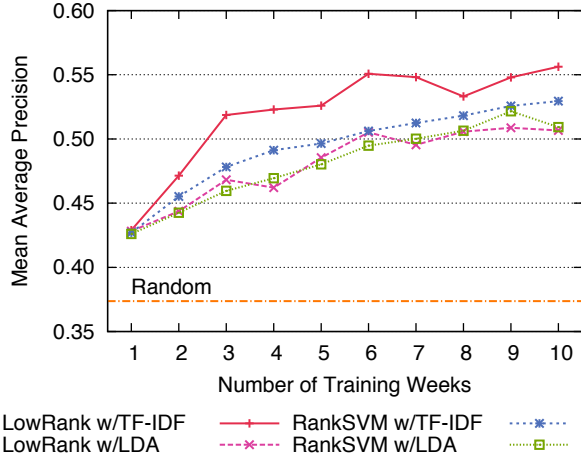 0.60
0.55
0.50
0.45
0.40
0.35
Mean Average Precision
Random
1 2 3 4 5 6 7 8 9 10
Number of Training Weeks
LowRank w/TF-IDF RankSVM w/TF-IDF
LowRank w/LDA RankSVM w/LDA